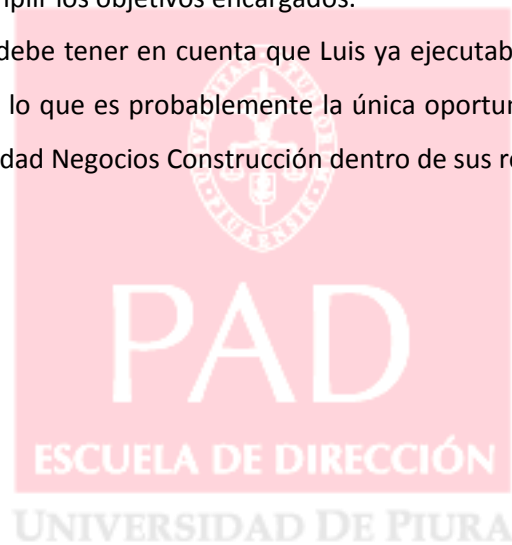 cumplir los objetivos encargados.
debe tener en cuenta que Luis ya ejecutab
lo que es probablemente la única oportun
dad Negocios Construcción dentro de sus r
PAD
ESCUELA DE DIRECCIÓN
UNIVERSIDAD DE PIURA